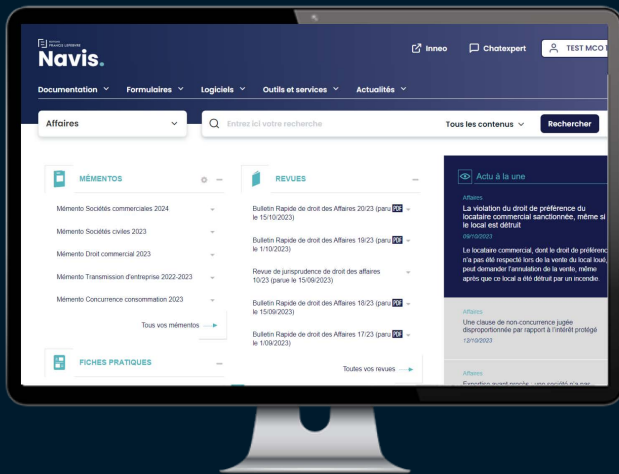 FRANCIS LEFEBVRE
Navis.
Inneo
Chatexpert
TEST MCO
Documentation
Formulaires
Logiciels
Outils et services
Actualités
Affaires
Entrez ici votre recherche
Tous les contenus
Rechercher
MÉMENTOS
Mémento Sociétés commerciales 2024
Mémento Sociétés civiles 2023
Mémento Droit commercial 2023
Mémento Transmission d'entreprise 2022-2023
Mémento Concurrence consommation 2023
Tous vos mémentos
FICHES PRATIQUES
REVUES
Bulletin Rapide de droit des Affaires 20/23 (paru PDF
le 15/10/2023)
Bulletin Rapide de droit des Affaires 19/23 (paru PDF
le 1/10/2023)
Revue de jurisprudence de droit des affaires
10/23 (parue le 15/09/2023)
Bulletin Rapide de droit des Affaires 18/23 (paru PDF
le 15/09/2023)
Bulletin Rapide de droit des Affaires 17/23 (paru PDF
le 1/09/2023)
Toutes vos revues
Actu à la une
Affaires
La violation du droit de préférence du
locataire commercial sanctionnée, même si
le local est détruit
09/10/2023
Le locataire commercial, dont le droit de préférenc
n'a pas été respecté lors de la vente du local loué,
peut demander l'annulation de la vente, même
après que ce local a été détruit par un incendie.
Affaires
Une clause de non-concurrence jugée
disproportionnée par rapport à l'intérêt protégé
12/10/2023
Affaires
Expertise avant procès : une société n'a pas